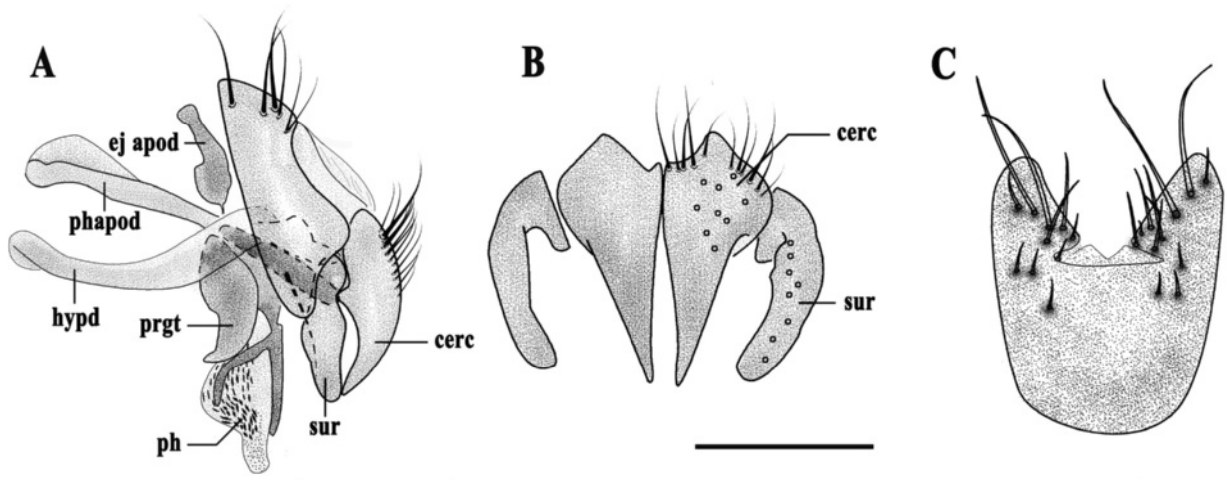 A
ej apod
phapod
hypd
prgt
ph
sur
cerc
B
cerc
sur
C